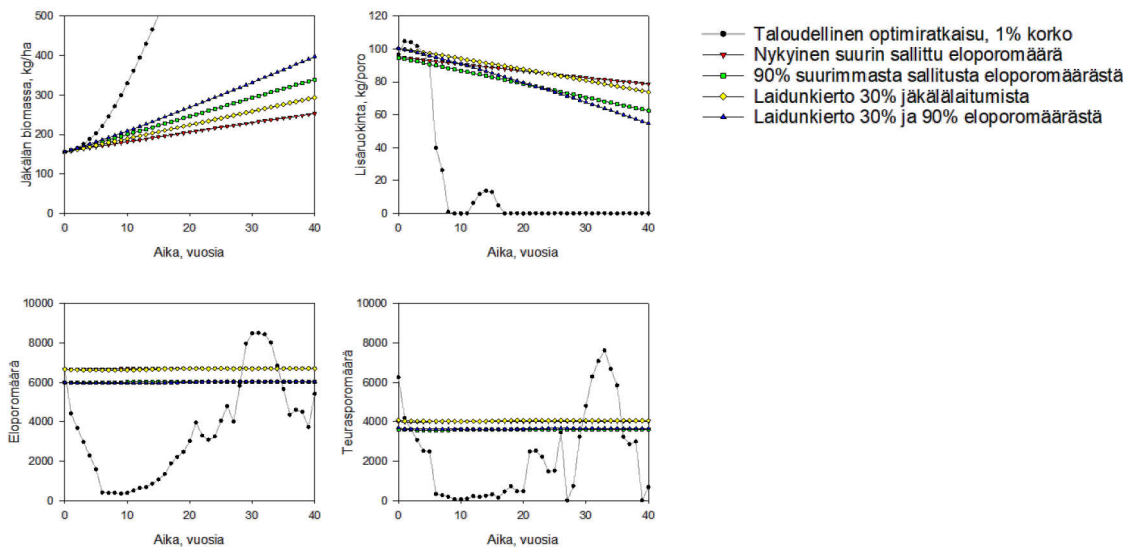 Jäkälän biomassa, kg/ha
500
400
300
200
100
0
0 10 20 30 40
Aika, vuosia
Lisäruokinta, kg/poro
120
100
80
60
40
20
0
0 10 20 30 40
Aika, vuosia
Taloudellinen optimiratkaisu, 1% korko
Nykyinen suurin sallittu eloporomäärä
90% suurimmasta sallitusta eloporomäärästä
Laidunkierto 30% jäkälälaitumista
Laidunkierto 30% ja 90% eloporomäärästä
Eloporomäärä
10000
8000
6000
4000
2000
0
0 10 20 30 40
Aika, vuosia
Teurasporomäärä
10000
8000
6000
4000
2000
0
0 10 20 30 40
Aika, vuosia